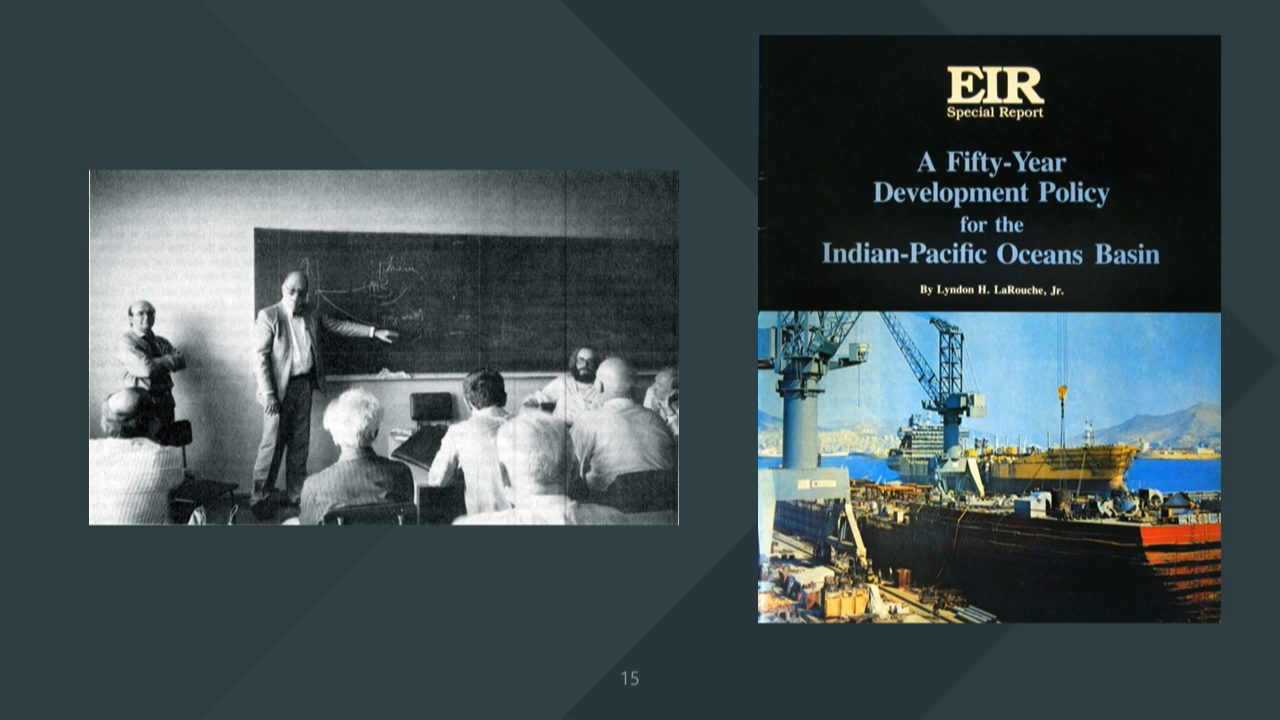 EIR
Special Report
A Fifty-Year
Development Policy
for the
Indian-Pacific Oceans Basin
By Lyndon H. LaRouche, Jr.
15